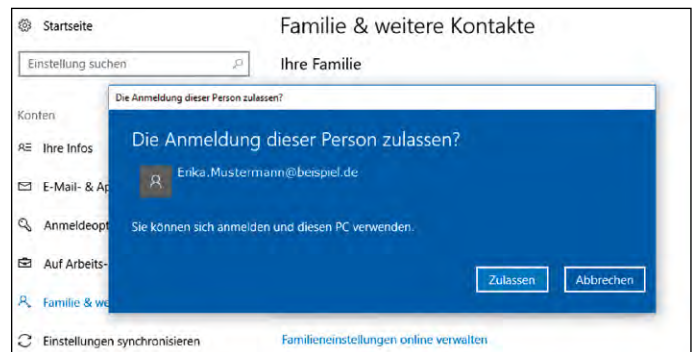 Startseite
Einstellung suchen
Konten
Ihre Infos
E-Mail- & Ap
Anmeldeopt
Auf Arbeits-
Familie & we
Einstellungen synchronisieren
Familie & weitere Kontakte
Ihre Familie
Die Anmeldung dieser Person zulassen?
Die Anmeldung dieser Person zulassen?
Erika.Mustermann@beispiel.de
Sie können sich anmelden und diesen PC verwenden.
Zulassen Abbrechen
Familieneinstellungen online verwalten